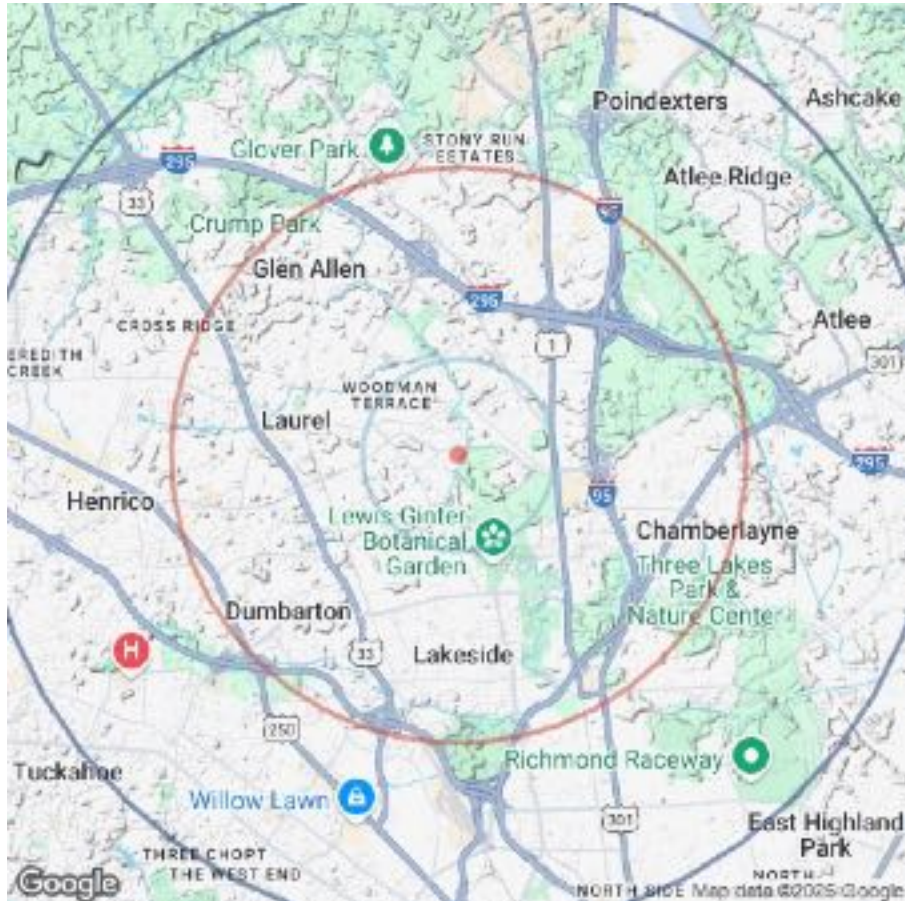 Poindexters
Ashcake
Glover Park
STONY RUN
ESTATES
295
Atlee Ridge
33
Crump Park
Glen Allen
295
Atlee
CROSS RIDGE
1
301
EREDITH
CREEK
WOODMAN
TERRACE
Laurel
295
95
Henrico
Lewis Ginter
Botanical
Garden
Chamberlayne
Three Lakes
Park &
Nature Center
Dumbarton
H
33
Lakeside
250
Richmond Raceway
Tuckahoe
Willow Lawn
301
East Highland
Park
THREE CHOPT
THE WEST END
NORTH
Google
NORTH SIDE
Map data ©2025 Google